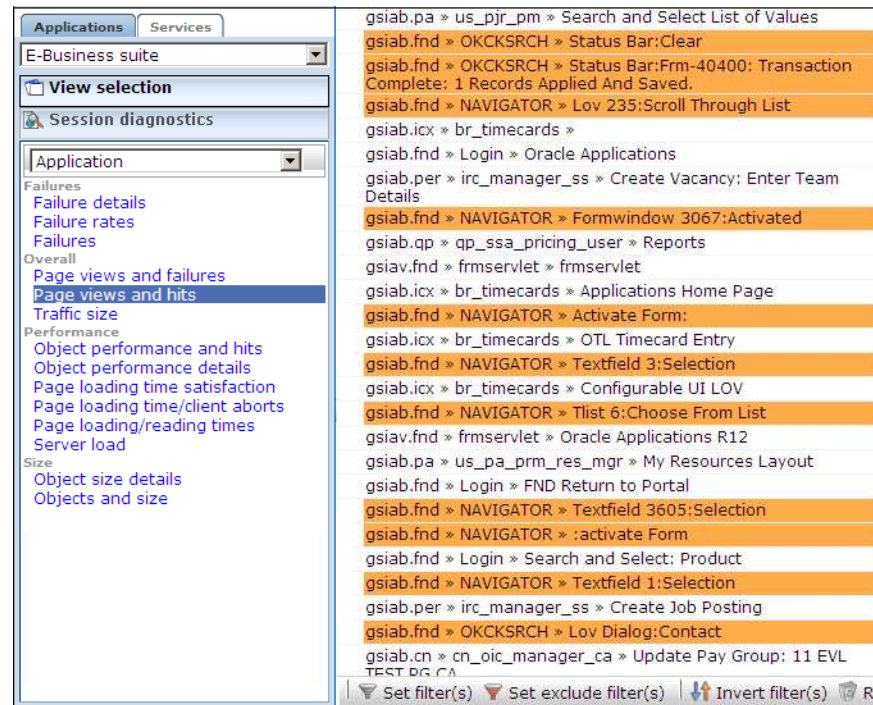 Applications
Services
E-Business suite
View selection
Session diagnostics
Application
Failures
Failure details
Failure rates
Failures
Overall
Page views and failures
Page views and hits
Traffic size
Performance
Object performance and hits
Object performance details
Page loading time satisfaction
Page loading time/client aborts
Page loading/reading times
Server load
Size
Object size details
Objects and size
gsiab.pa » us_pjr_pm » Search and Select List of Values
gsiab.fnd » OKCKSRCH » Status Bar:Clear
gsiab.fnd » OKCKSRCH » Status Bar:Frm-40400: Transaction
Complete: 1 Records Applied And Saved.
gsiab.fnd » NAVIGATOR » Lov 235:Scroll Through List
gsiab.icx » br_timecards »
gsiab.fnd » Login » Oracle Applications
gsiab.per » irc_manager_ss » Create Vacancy: Enter Team
Details
gsiab.fnd » NAVIGATOR » Formwindow 3067:Activated
gsiab.qp » qp_ssa_pricing_user » Reports
gsiav.fnd » frmservlet » frmservlet
gsiab.icx » br_timecards » Applications Home Page
gsiab.fnd » NAVIGATOR » Activate Form:
gsiab.icx » br_timecards » OTL Timecard Entry
gsiab.fnd » NAVIGATOR » Textfield 3:Selection
gsiab.icx » br_timecards » Configurable UI LOV
gsiab.fnd » NAVIGATOR » Tlist 6:Choose From List
gsiav.fnd » frmservlet » Oracle Applications R12
gsiab.pa » us_pa_prm_res_mgr » My Resources Layout
gsiab.fnd » Login » FND Return to Portal
gsiab.fnd » NAVIGATOR » Textfield 3605:Selection
gsiab.fnd » NAVIGATOR » :activate Form
gsiab.fnd » Login » Search and Select: Product
gsiab.fnd » NAVIGATOR » Textfield 1:Selection
gsiab.per » irc_manager_ss » Create Job Posting
gsiab.fnd » OKCKSRCH » Lov Dialog:Contact
gsiab.cn » cn_oic_manager_ca » Update Pay Group: 11 EVL
TEST PG CA
Set filter(s) Set exclude filter(s) Invert filter(s) R